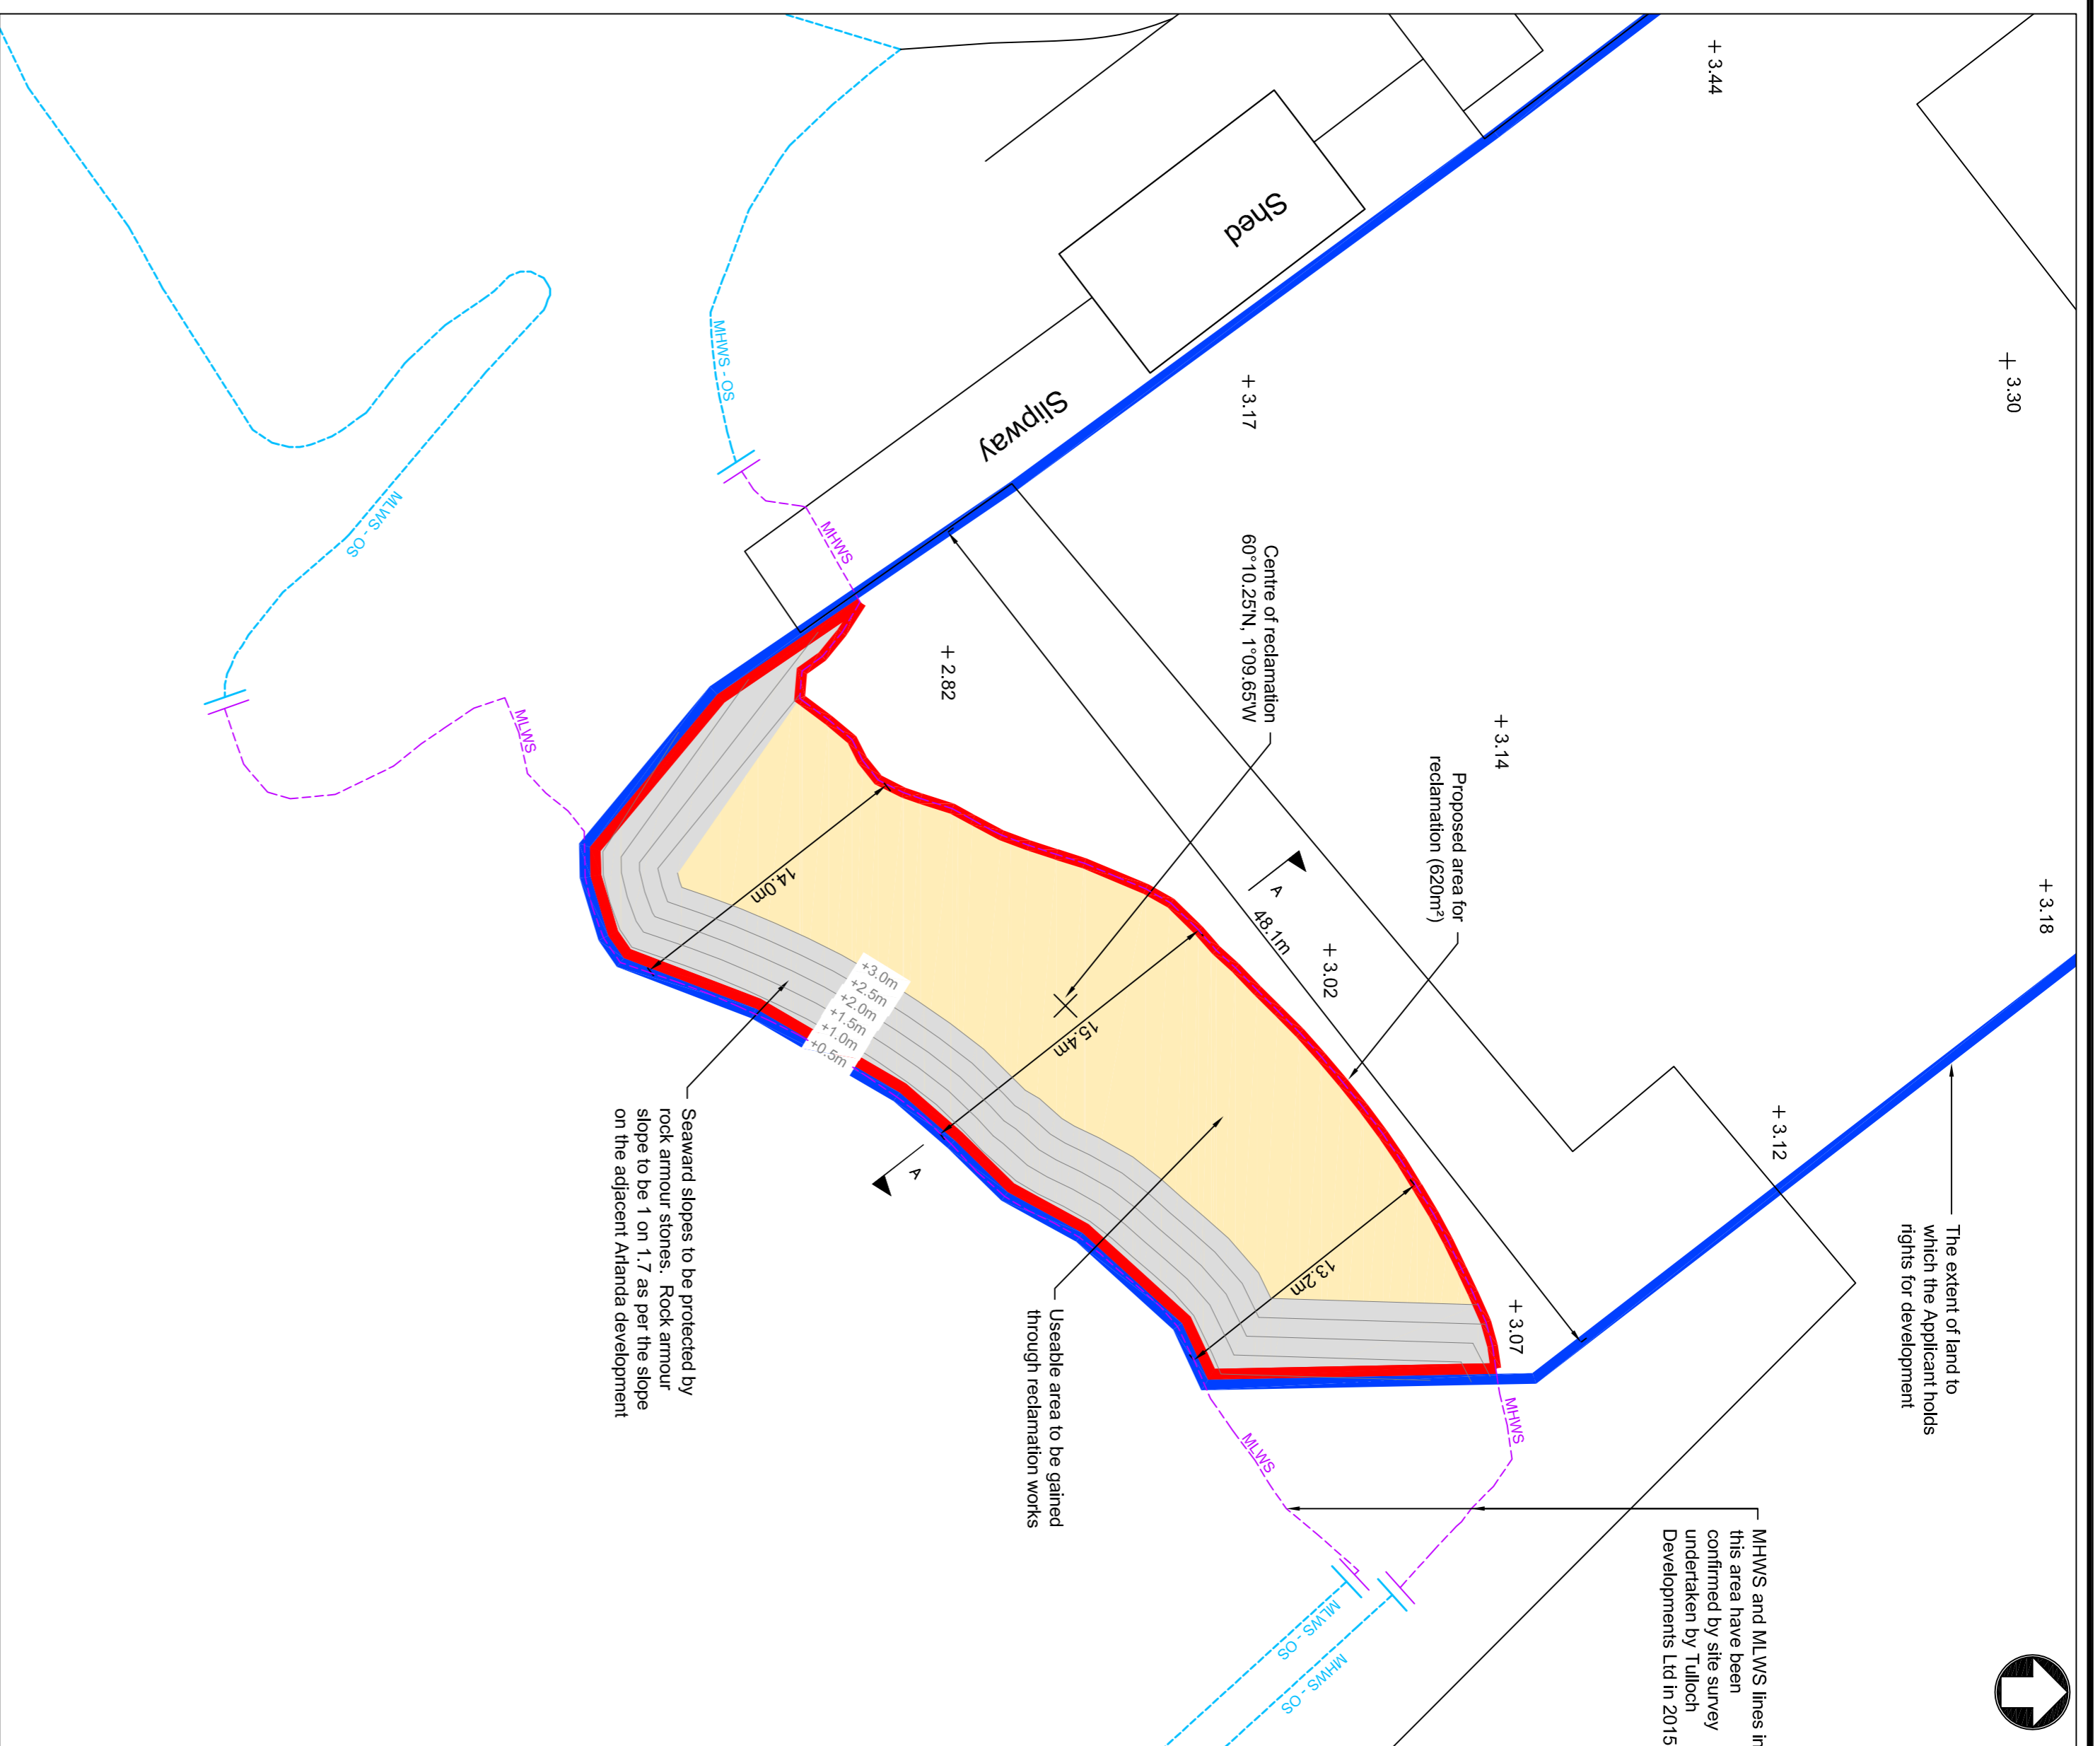 + 3.44
+ 3.30
+ 3.17
+ 3.18
+ 3.14
+ 2.82
+ 3.02
+ 3.12
+ 3.07
Shed
Slipway
MHWS - OS
MLWS - OS
MHWS
MLWS
Centre of reclamation
60°10.25'N, 1°09.65'W
Proposed area for
reclamation (620m²)
A
48.1m
14.0m
15.4m
13.2m
+3.0m
+2.5m
+2.0m
+1.5m
+1.0m
+0.5m
A
The extent of land to
which the Applicant holds
rights for development
Seaward slopes to be protected by
rock armour stones. Rock armour
slope to be 1 on 1.7 as per the slope
on the adjacent Arlanda development
Useable area to be gained
through reclamation works
MHWS
MLWS
MHWS and MLWS lines in
this area have been
confirmed by site survey
undertaken by Tulloch
Developments Ltd in 2015
MLWS - OS
MHWS - OS